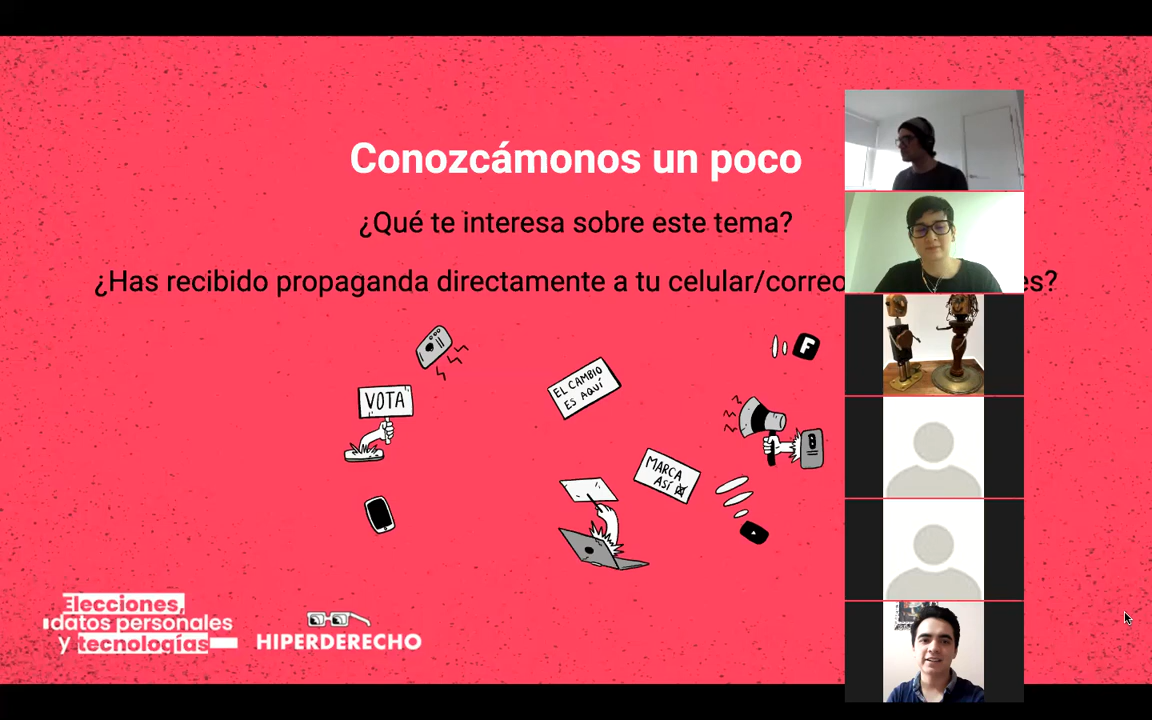 Conozcámonos un poco
¿Qué te interesa sobre este tema?
¿Has recibido propaganda directamente a tu celular/correo es?
VOTA
EL CAMBIO
ES AQUÍ
F
MARCA
ASÍ
Elecciones,
datos personales
y tecnologías
HIPERDERECHO